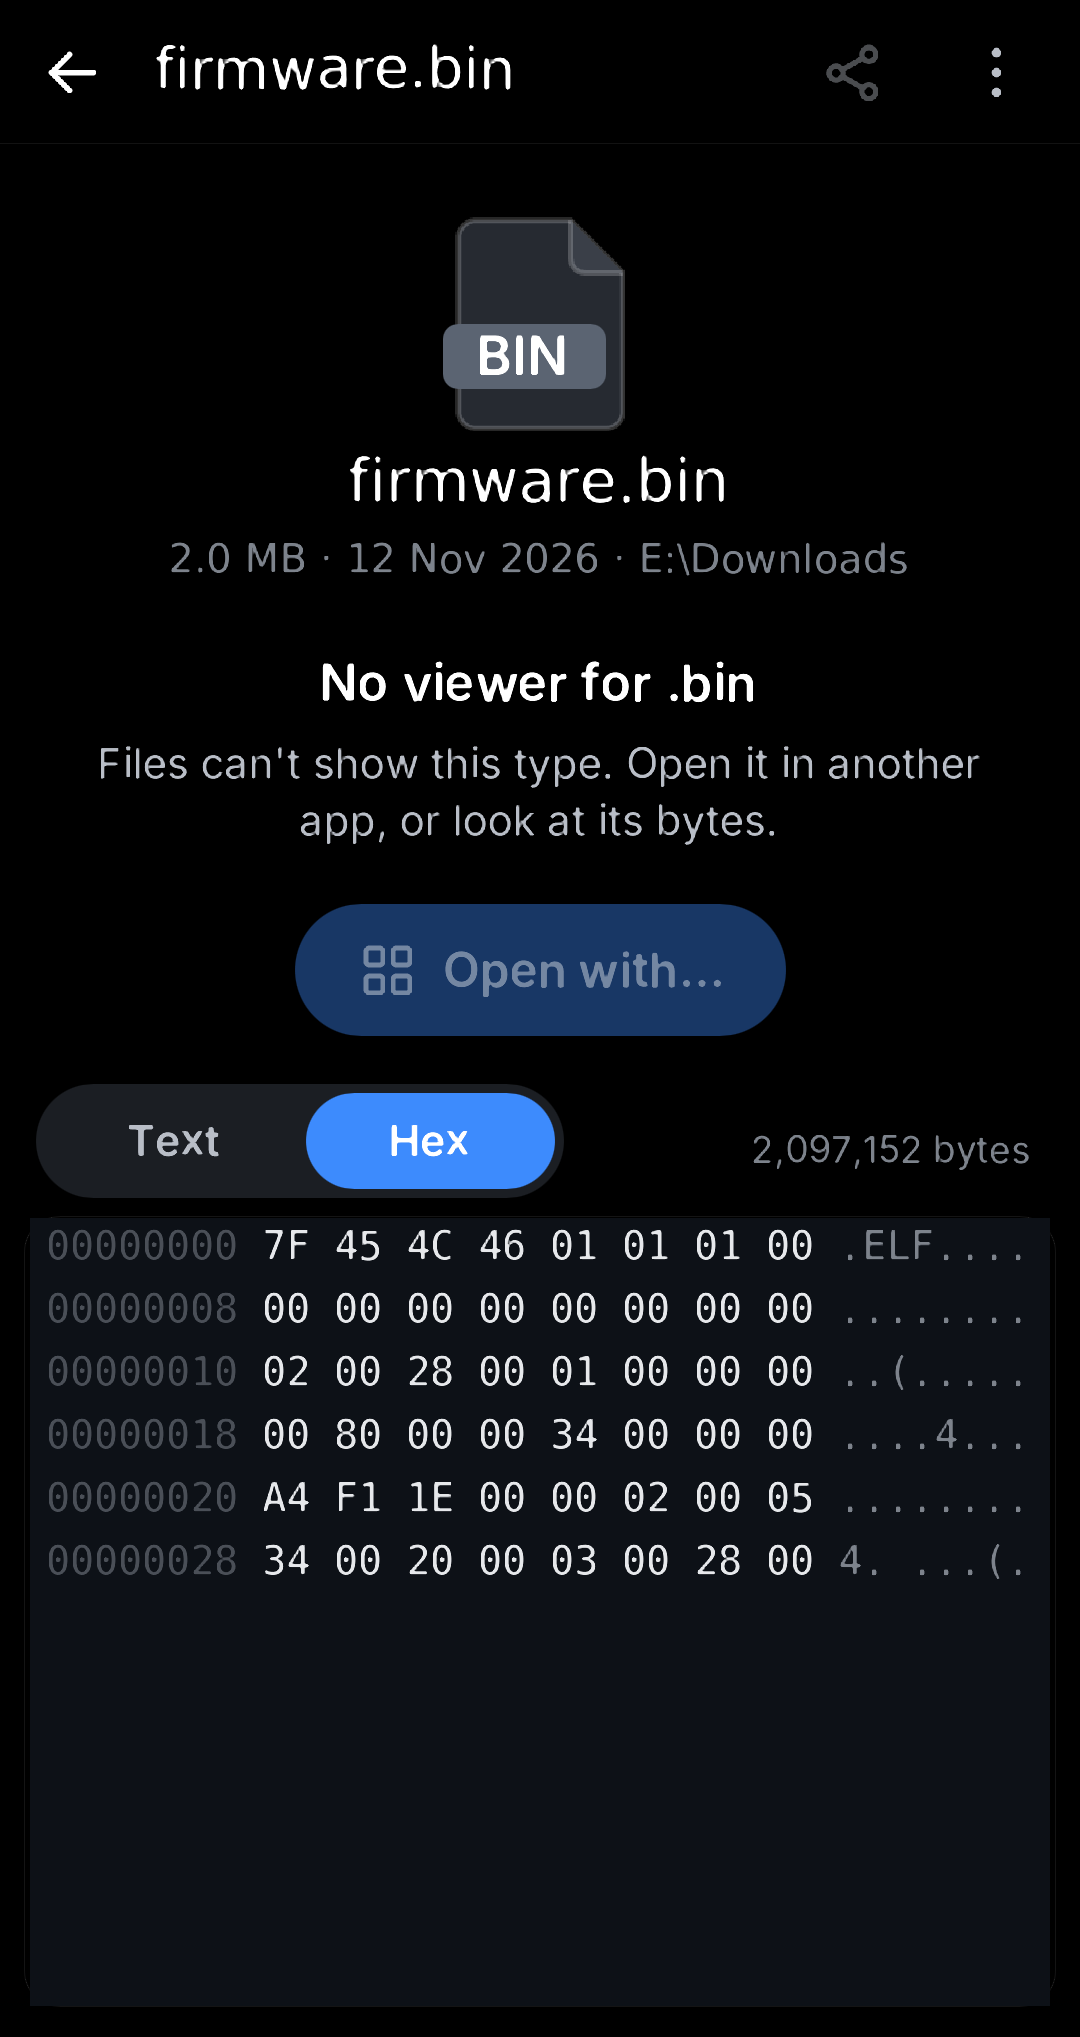 firmware.bin
BIN
firmware.bin
2.0 MB · 12 Nov 2026 · E:\Downloads
No viewer for .bin
Files can't show this type. Open it in another
app, or look at its bytes.
Open with...
Text Hex 2,097,152 bytes
00000000 7F 45 4C 46 01 01 01 00 .ELF....
00000008 00 00 00 00 00 00 00 00 ........
00000010 02 00 28 00 01 00 00 00 ..(.....
00000018 00 80 00 00 34 00 00 00 ....4...
00000020 A4 F1 1E 00 00 02 00 05 ........
00000028 34 00 20 00 03 00 28 00 4. ...(.